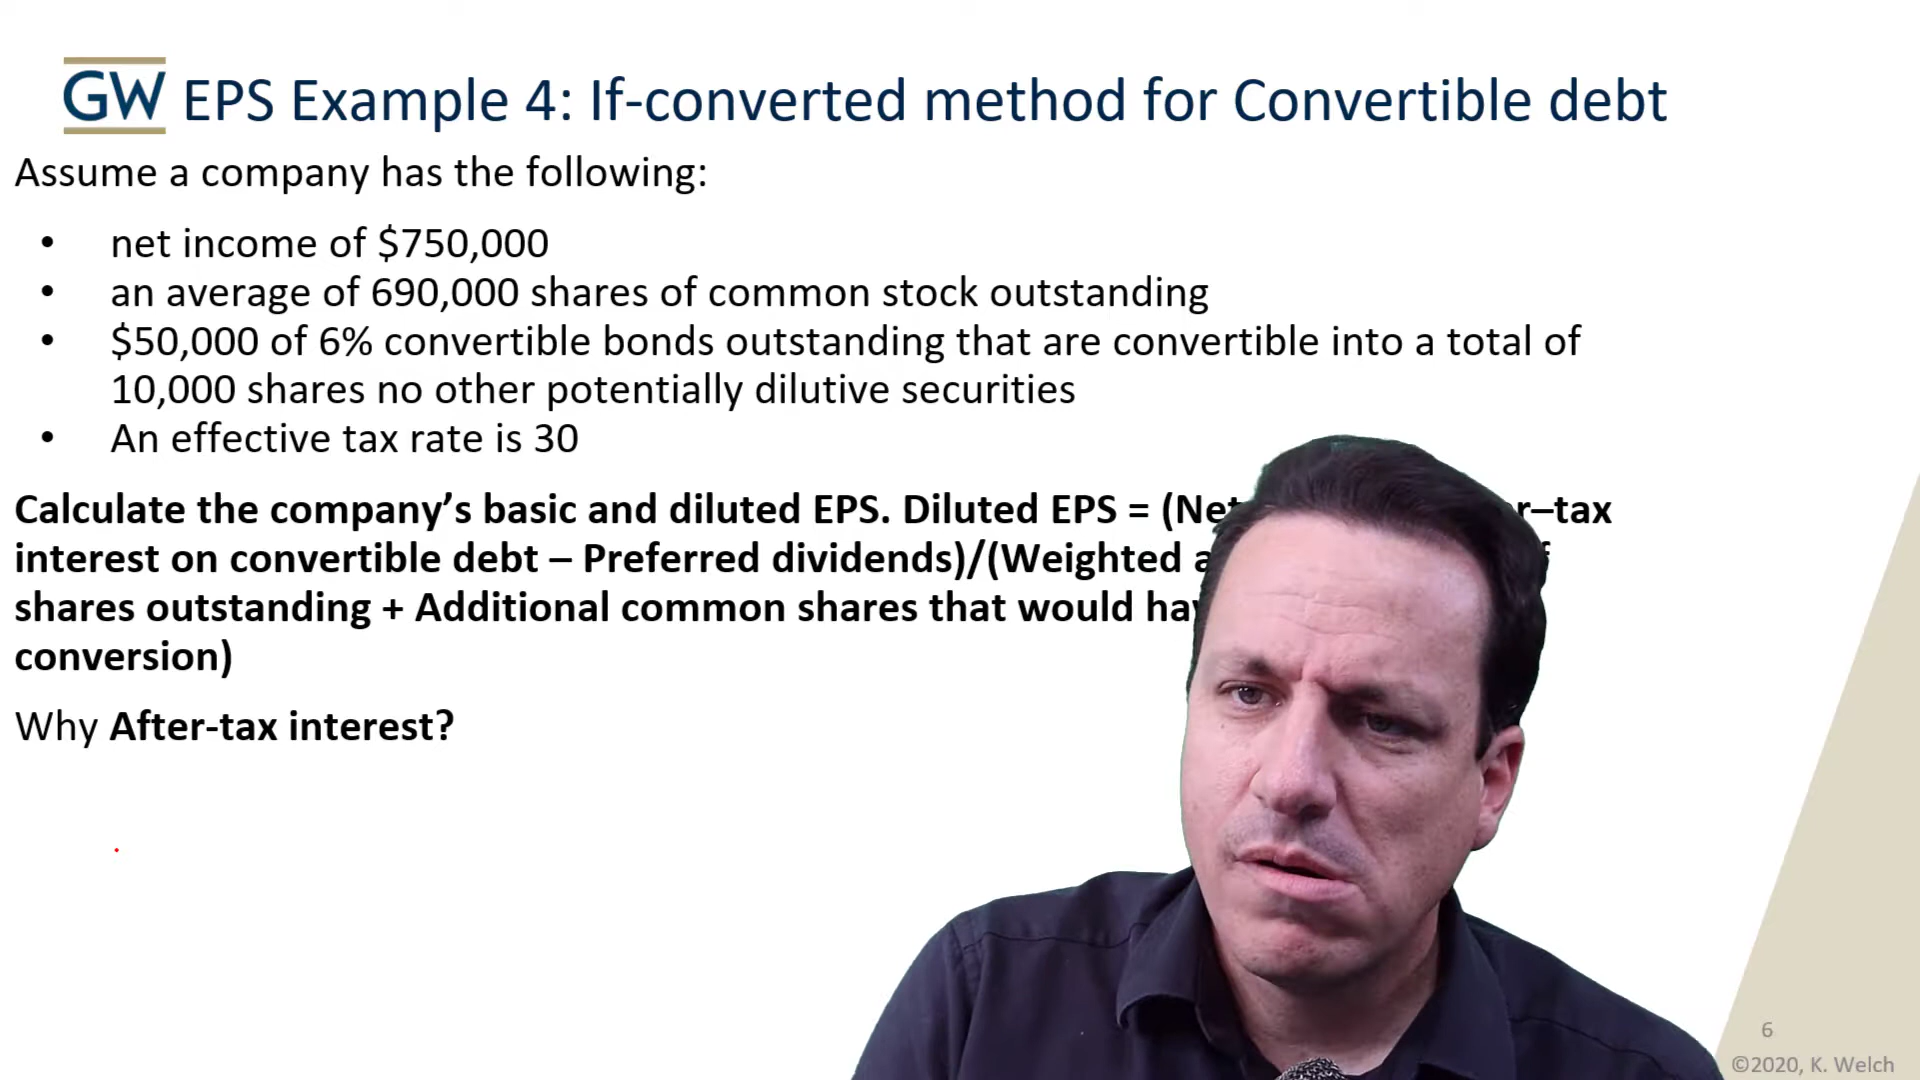 GW EPS Example 4: If-converted method for Convertible debt
Assume a company has the following:
• net income of $750,000
• an average of 690,000 shares of common stock outstanding
• $50,000 of 6% convertible bonds outstanding that are convertible into a total of
10,000 shares no other potentially dilutive securities
• An effective tax rate is 30
Calculate the company’s basic and diluted EPS. Diluted EPS = (Net –tax
interest on convertible debt – Preferred dividends)/(Weighted
shares outstanding + Additional common shares that would
conversion)
Why After-tax interest?
6
©2020, K. Welch